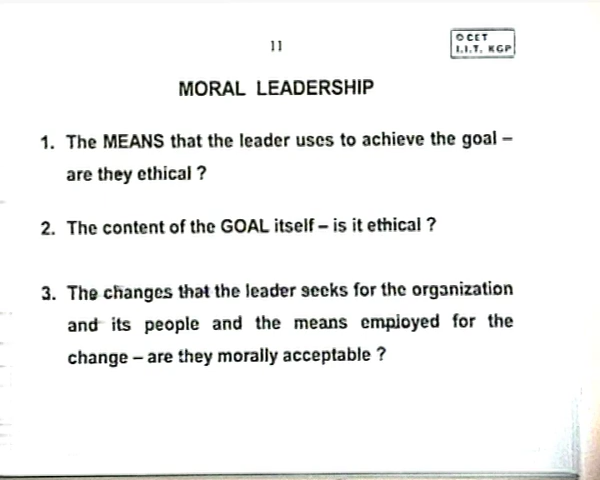 11
© CET
I.I.T. KGP
MORAL LEADERSHIP
1. The MEANS that the leader uses to achieve the goal –
are they ethical ?
2. The content of the GOAL itself – is it ethical ?
3. The changes that the leader seeks for the organization
and its people and the means employed for the
change – are they morally acceptable ?